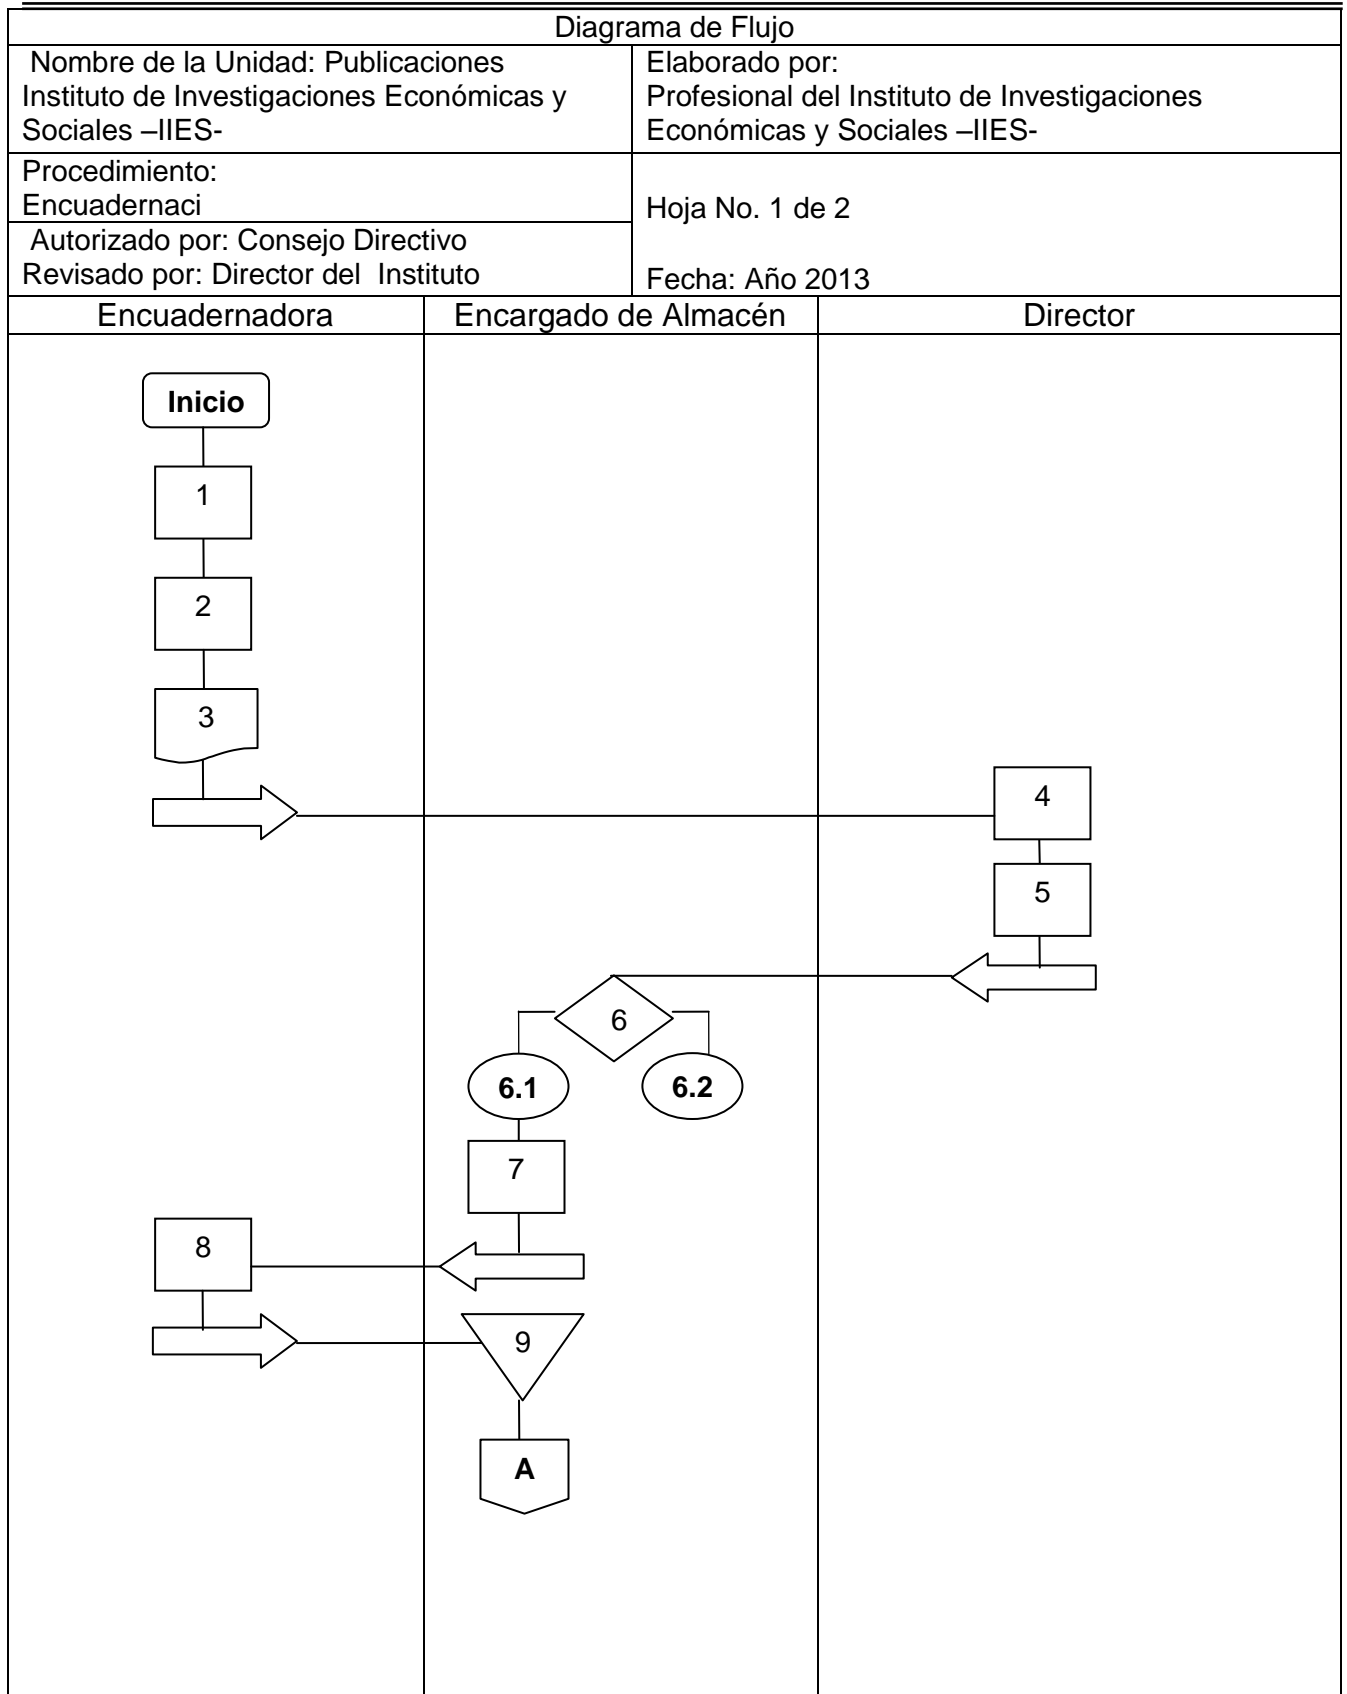 Diagrama de Flujo
Nombre de la Unidad: Publicaciones
Instituto de Investigaciones Económicas y
Sociales –IIES-
Elaborado por:
Profesional del Instituto de Investigaciones
Económicas y Sociales –IIES-
Procedimiento:
Encuadernaci
Autorizado por: Consejo Directivo
Revisado por: Director del Instituto
Hoja No. 1 de 2
Fecha: Año 2013
Encuadernadora
Encargado de Almacén
Director
Inicio
1
2
3
4
5
6
6.1
6.2
7
8
9
A